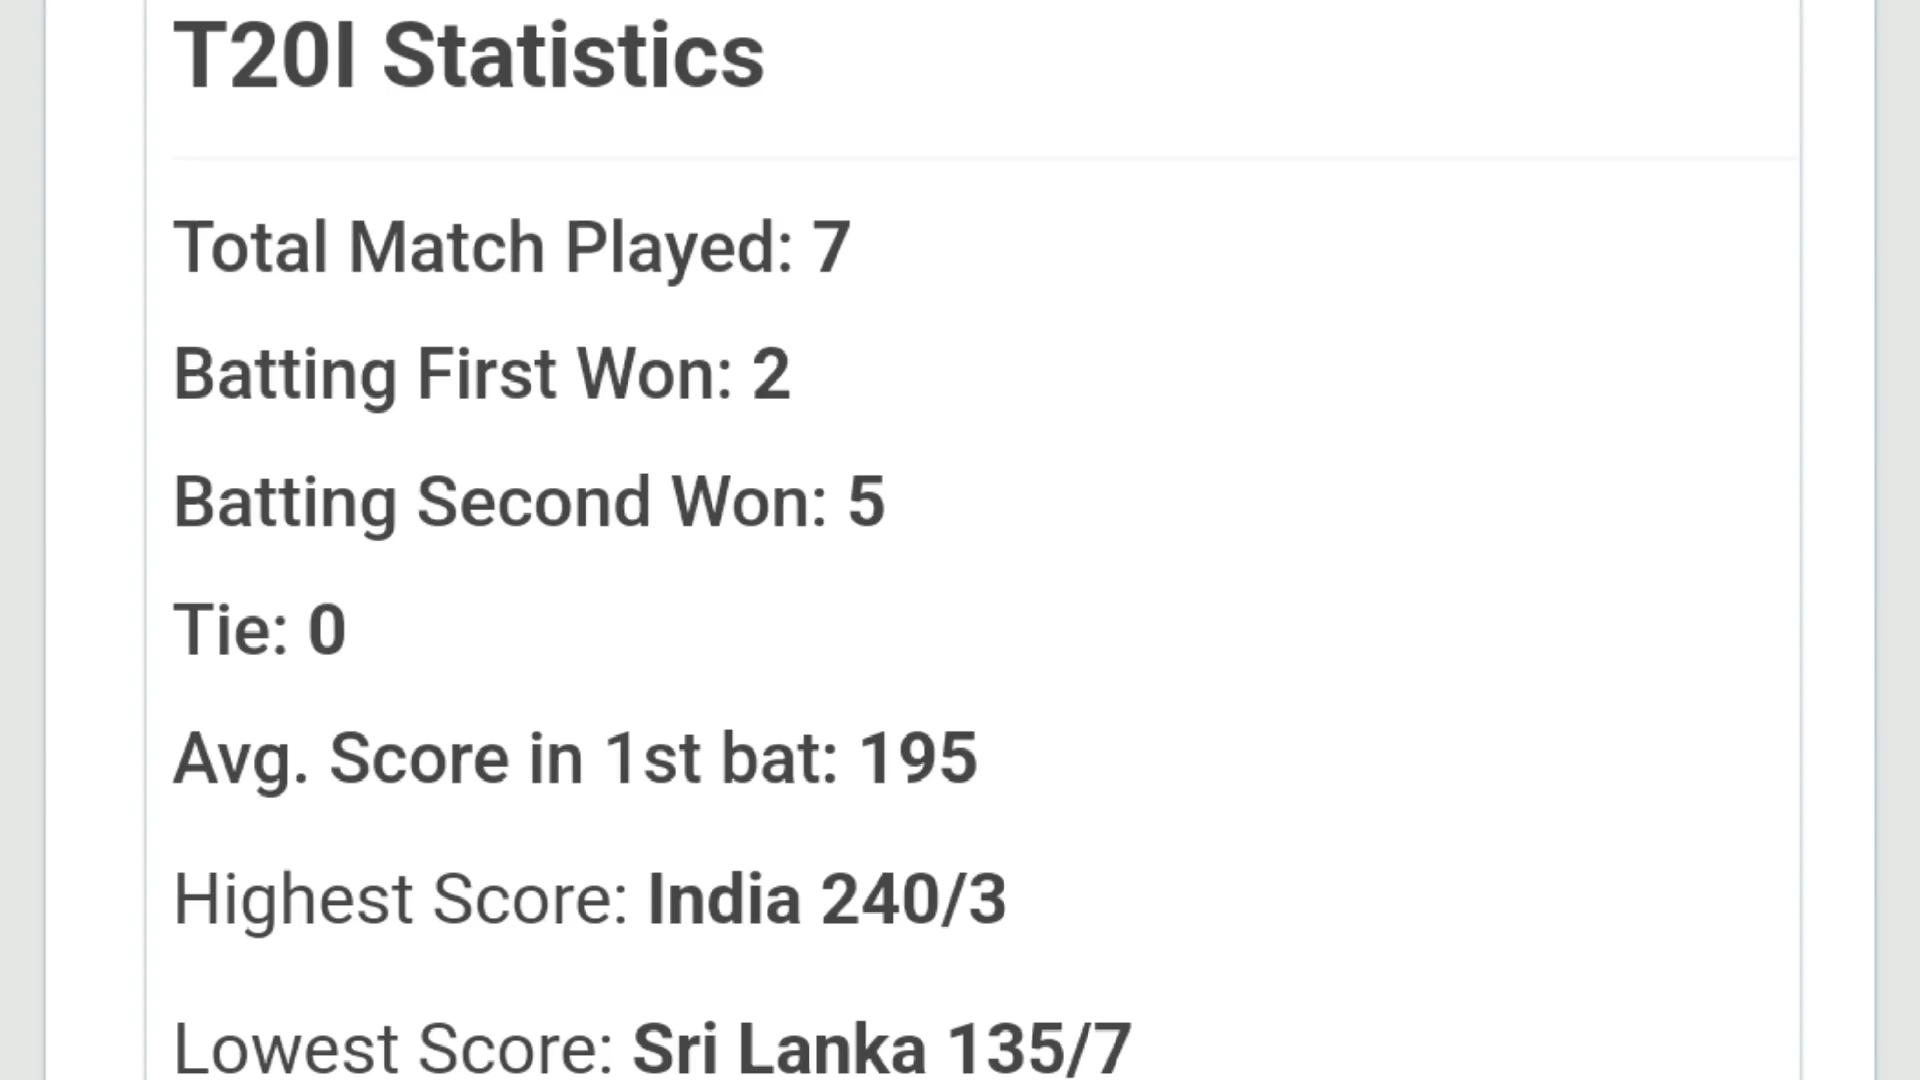 T20I Statistics
Total Match Played: 7
Batting First Won: 2
Batting Second Won: 5
Tie: 0
Avg. Score in 1st bat: 195
Highest Score: India 240/3
Lowest Score: Sri Lanka 135/7